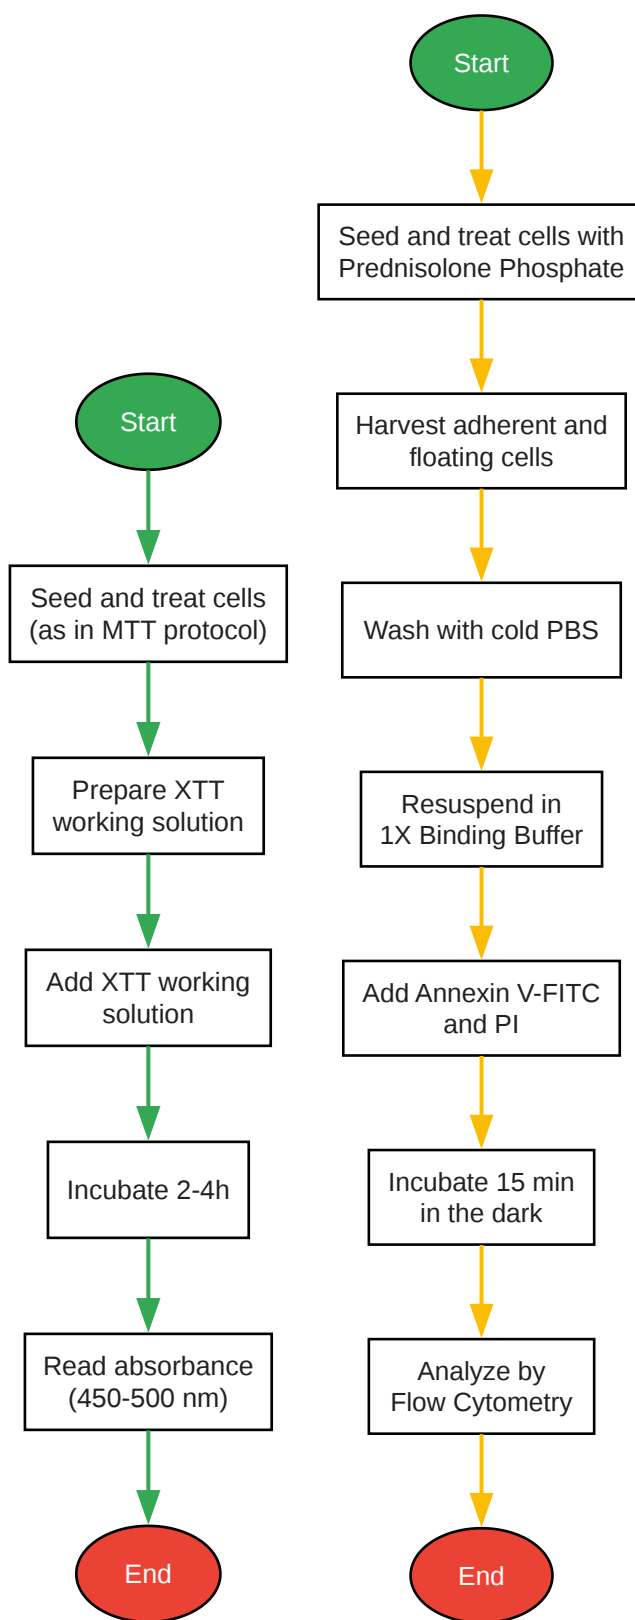 Start
Seed and treat cells
(as in MTT protocol)
Prepare XTT
working solution
Add XTT working
solution
Incubate 2-4h
Read absorbance
(450-500 nm)
End
Start
Seed and treat cells with
Prednisolone Phosphate
Harvest adherent and
floating cells
Wash with cold PBS
Resuspend in
1X Binding Buffer
Add Annexin V-FITC
and PI
Incubate 15 min
in the dark
Analyze by
Flow Cytometry
End